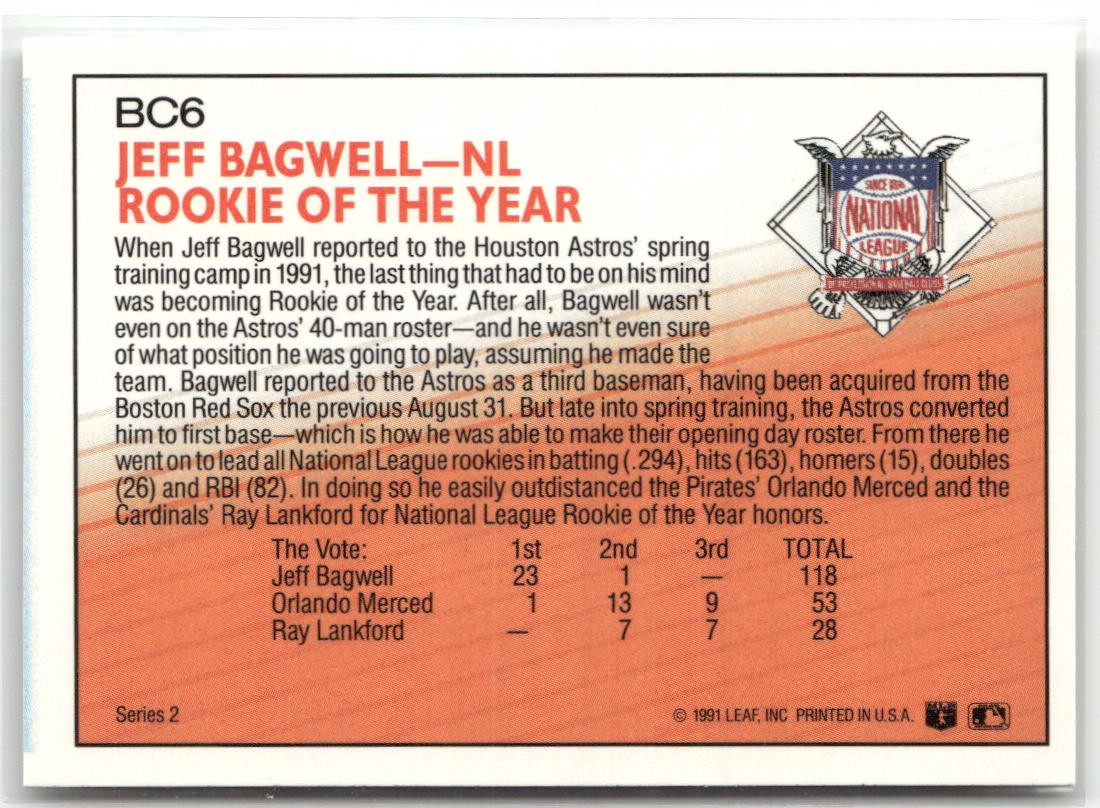 BC6
JEFF BAGWELL—NL
ROOKIE OF THE YEAR
SINCE 1876
NATIONAL
LEAGUE
OF PROFESSIONAL BASEBALL CLUBS
U.S.A.
When Jeff Bagwell reported to the Houston Astros' spring
training camp in 1991, the last thing that had to be on his mind
was becoming Rookie of the Year. After all, Bagwell wasn't
even on the Astros' 40-man roster—and he wasn't even sure
of what position he was going to play, assuming he made the
team. Bagwell reported to the Astros as a third baseman, having been acquired from the
Boston Red Sox the previous August 31. But late into spring training, the Astros converted
him to first base—which is how he was able to make their opening day roster. From there he
went on to lead all National League rookies in batting (.294), hits (163), homers (15), doubles
(26) and RBI (82). In doing so he easily outdistanced the Pirates' Orlando Merced and the
Cardinals' Ray Lankford for National League Rookie of the Year honors.
The Vote: 1st 2nd 3rd TOTAL
Jeff Bagwell 23 1 — 118
Orlando Merced 1 13 9 53
Ray Lankford — 7 7 28
Series 2
© 1991 LEAF, INC PRINTED IN U.S.A.